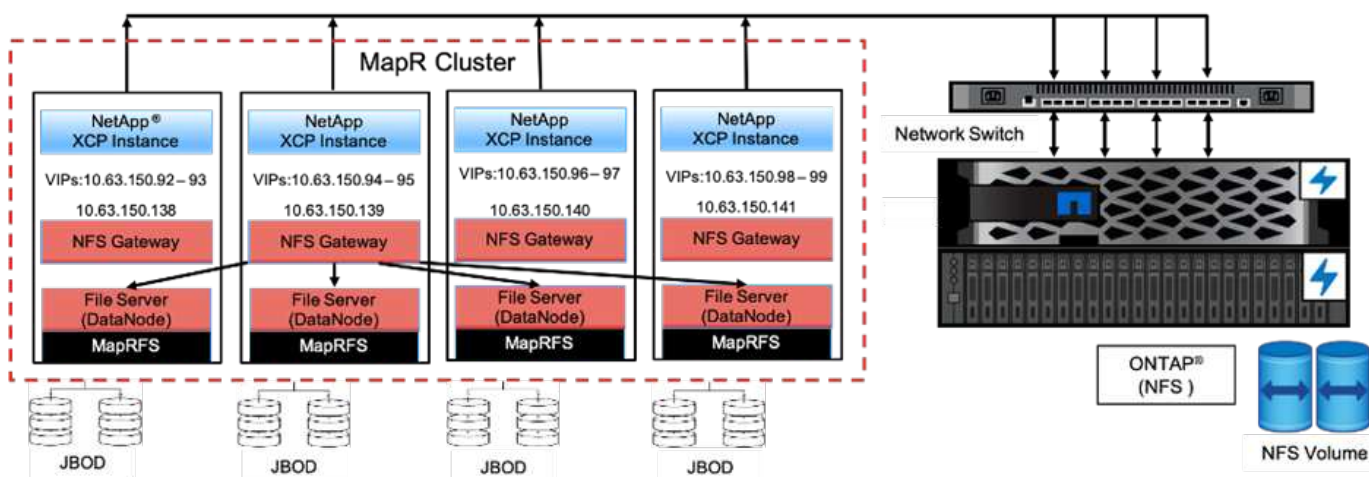 MapR Cluster
NetApp®
XCP Instance
VIPs:10.63.150.92–93
10.63.150.138
NFS Gateway
File Server
(DataNode)
MapRFS
JBOD
NetApp
XCP Instance
VIPs:10.63.150.94–95
10.63.150.139
NFS Gateway
File Server
(DataNode)
MapRFS
JBOD
NetApp
XCP Instance
VIPs:10.63.150.96–97
10.63.150.140
NFS Gateway
File Server
(DataNode)
MapRFS
JBOD
NetApp
XCP Instance
VIPs:10.63.150.98–99
10.63.150.141
NFS Gateway
File Server
(DataNode)
MapRFS
JBOD
Network Switch
ONTAP®
(NFS )
NFS Volume